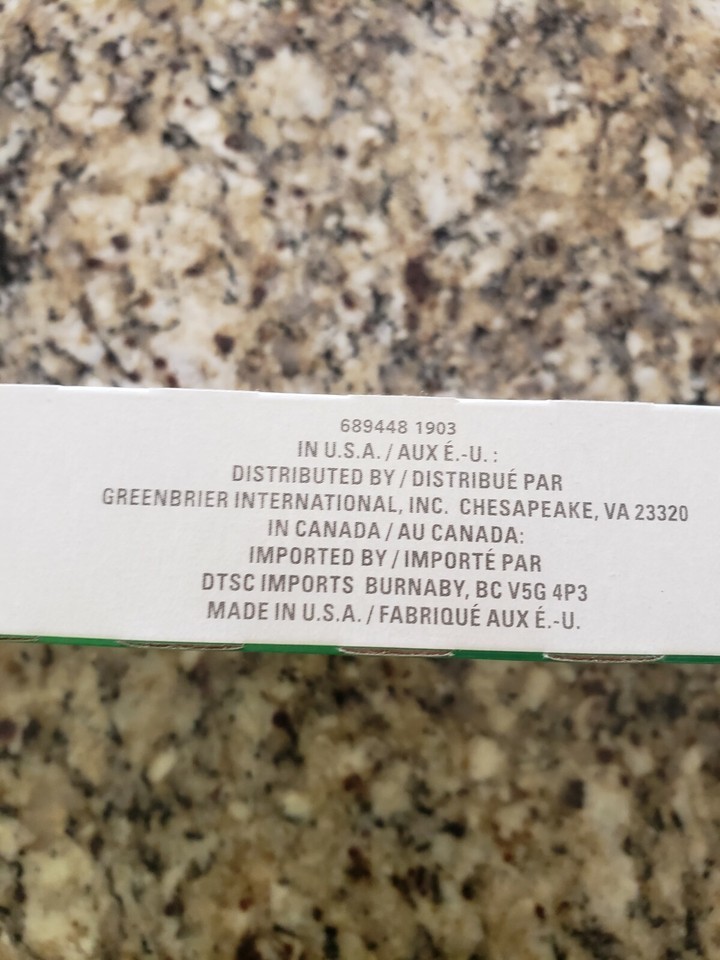 689448 1903
IN U.S.A. / AUX É.-U. :
DISTRIBUTED BY / DISTRIBUÉ PAR
GREENBRIER INTERNATIONAL, INC. CHESAPEAKE, VA 23320
IN CANADA / AU CANADA:
IMPORTED BY / IMPORTÉ PAR
DTSC IMPORTS BURNABY, BC V5G 4P3
MADE IN U.S.A. / FABRIQUÉ AUX É.-U.